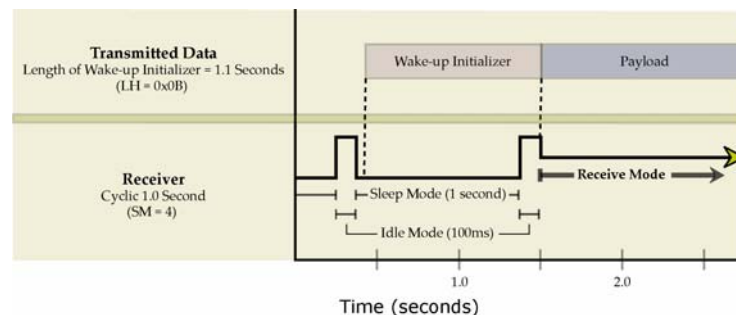 Transmitted Data
Length of Wake-up Initializer = 1.1 Seconds
(LH = 0x0B)
Wake-up Initializer
Payload
Receiver
Cyclic 1.0 Second
(SM = 4)
Sleep Mode (1 second)
Receive Mode
Idle Mode (100ms)
1.0
2.0
Time (seconds)